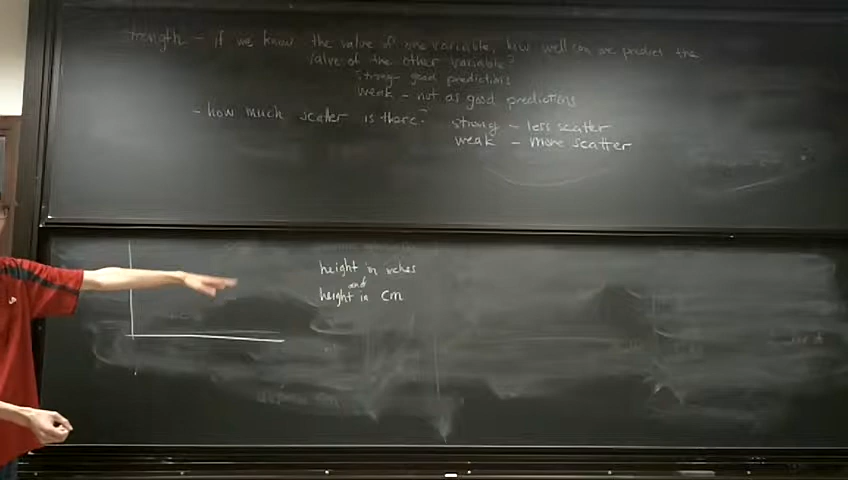 trength - if we know the value of one variable, how well can we predict the
value of the other variable?
strong - good predictions
weak - not as good predictions
- how much scatter is there? strong - less scatter
weak - more scatter
height in inches
and
height in cm